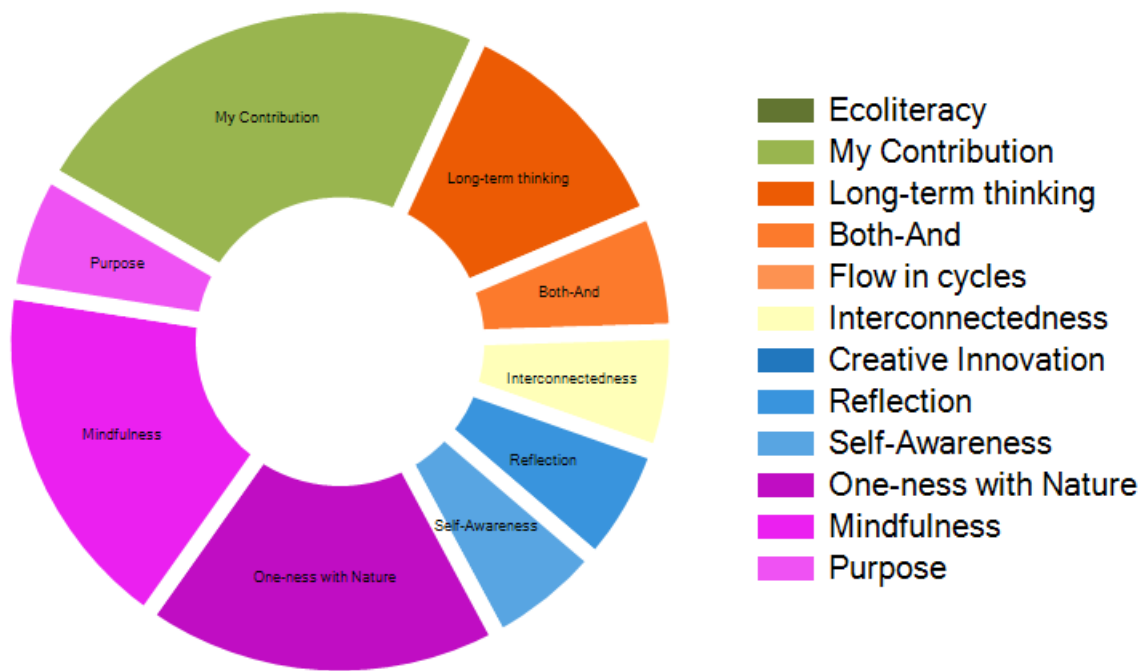 My Contribution
Long-term thinking
Purpose
Both-And
Interconnectedness
Mindfulness
Reflection
Self-Awareness
One-ness with Nature
Ecoliteracy
My Contribution
Long-term thinking
Both-And
Flow in cycles
Interconnectedness
Creative Innovation
Reflection
Self-Awareness
One-ness with Nature
Mindfulness
Purpose